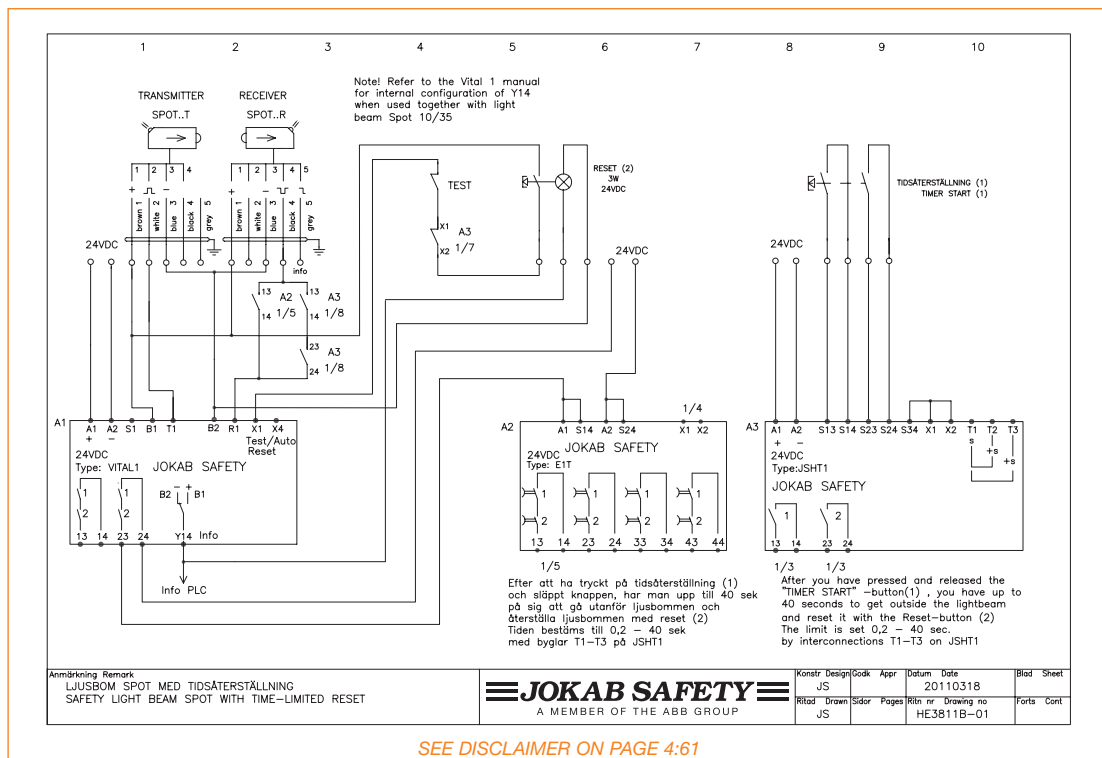 1 2 3 4 5 6 7 8 9 10
Note! Refer to the Vital 1 manual
for internal configuration of Y14
when used together with light
beam Spot 10/35
TRANSMITTER
SPOT..T
RECEIVER
SPOT..R
1 2 3 4
+ −
1 2 3 4 5
+ −
brown 1
white 2
blue 3
black 4
grey 5
brown 1
white 2
blue 3
black 4
grey 5
info
24VDC
TEST
X1 A3
X2 1/7
RESET (2)
3W
24VDC
24VDC
TIDSÅTERSTÄLLNING (1)
TIMER START (1)
24VDC
13 A2
14 1/5
13 A3
14 1/8
23 A3
24 1/8
A1
A1 A2 S1 B1 T1 B2 R1 X1 X4
+ −
Test/Auto
Reset
24VDC
Type: VITAL1 JOKAB SAFETY
1
2
1
2
B2 − + B1
13 14 23 24 Y14 Info
Info PLC
1/4
A2
A1 S14 A2 S24 X1 X2
JOKAB SAFETY
24VDC
Type: E1T
1 1 1 1
2 2 2 2
13 14 23 24 33 34 43 44
1/5
A3
A1 A2 S13 S14 S23 S24 S34 X1 X2 T1 T2 T3
+ −
s +s +s
24VDC
Type:JSHT1
JOKAB SAFETY
1 2
13 14 23 24
1/3 1/3
Efter att ha tryckt på tidsåterställning (1)
och släppt knappen, har man upp till 40 sek
på sig att gå utanför ljusbommen och
återställa ljusbommen med reset (2)
Tiden bestäms till 0,2 − 40 sek
med byglar T1−T3 på JSHT1
After you have pressed and released the
"TIMER START" −button(1) , you have up to
40 seconds to get outside the lightbeam
and reset it with the Reset−button (2)
The limit is set 0,2 − 40 sec.
by interconnections T1−T3 on JSHT1
Anmärkning Remark
LJUSBOM SPOT MED TIDSÅTERSTÄLLNING
SAFETY LIGHT BEAM SPOT WITH TIME−LIMITED RESET
JOKAB SAFETY
A MEMBER OF THE ABB GROUP
Konstr Design Godk Appr Datum Date Blad Sheet
JS 20110318
Ritad Drawn Sidor Pages Ritn nr Drawing no Forts Cont
JS HE3811B−01
SEE DISCLAIMER ON PAGE 4:61